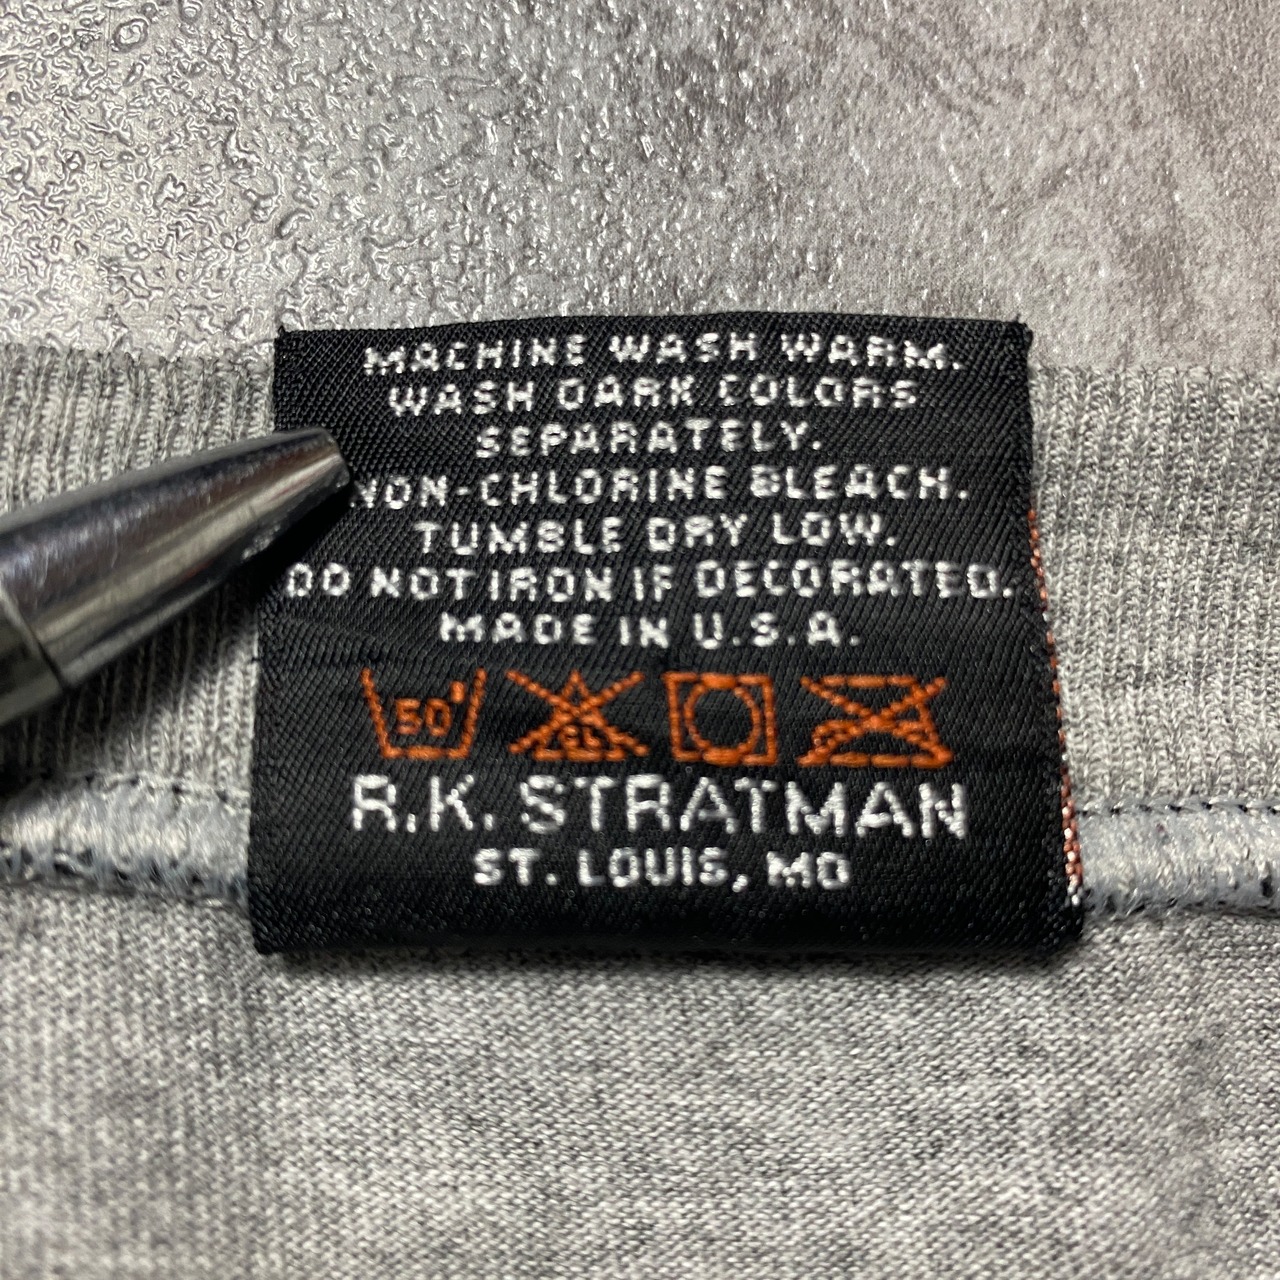 MACHINE WASH WARM.
WASH DARK COLORS
SEPARATELY.
NON-CHLORINE BLEACH.
TUMBLE DRY LOW.
DO NOT IRON IF DECORATED.
MADE IN U.S.A.
50° CL
R.K. STRATMAN
ST. LOUIS, MO